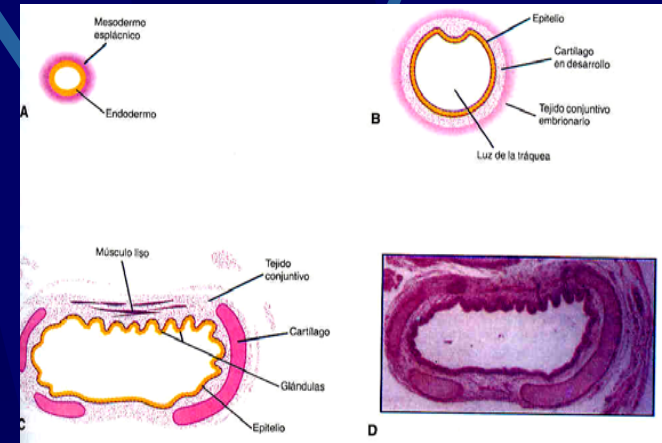 Mesodermo
esplácnico
Endodermo
A
Epitelio
Cartílago
en desarrollo
Tejido conjuntivo
embrionario
Luz de la tráquea
B
Músculo liso
Tejido
conjuntivo
Cartílago
Glándulas
Epitelio
C
D